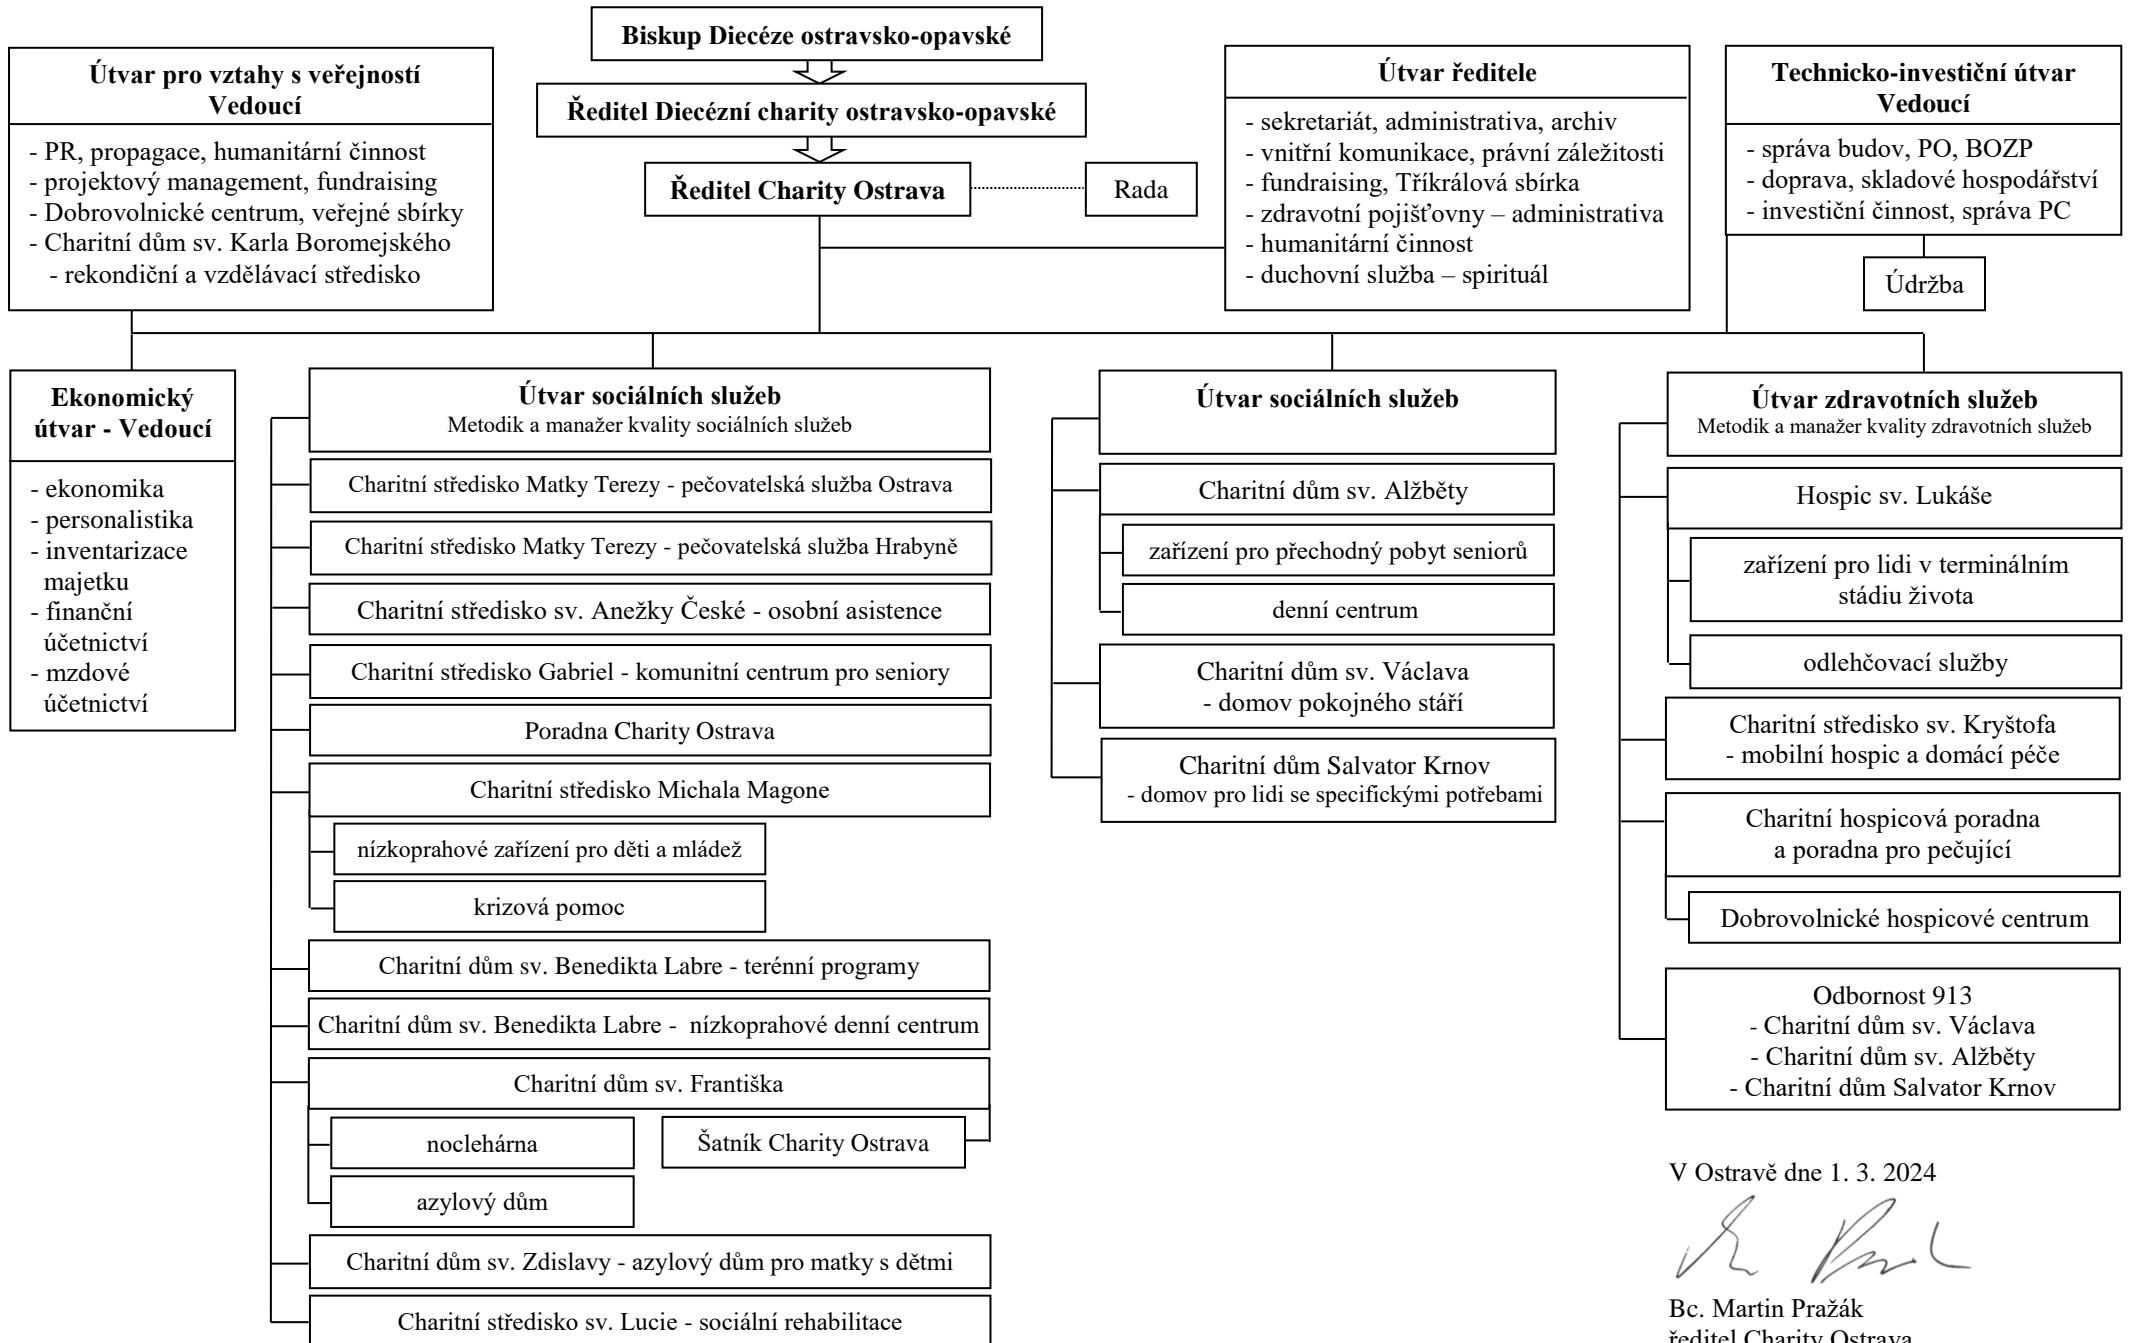 Biskup Diecéze ostravsko-opavské
Ředitel Diecézní charity ostravsko-opavské
Ředitel Charity Ostrava
Rada
Útvar pro vztahy s veřejností
Vedoucí
- PR, propagace, humanitární činnost
- projektový management, fundraising
- Dobrovolnické centrum, veřejné sbírky
- Charitní dům sv. Karla Boromejského
- rekondiční a vzdělávací středisko
Útvar ředitele
- sekretariát, administrativa, archiv
- vnitřní komunikace, právní záležitosti
- fundraising, Tříkrálová sbírka
- zdravotní pojišťovny – administrativa
- humanitární činnost
- duchovní služba – spirituál
Technicko-investiční útvar
Vedoucí
- správa budov, PO, BOZP
- doprava, skladové hospodářství
- investiční činnost, správa PC
Údržba
Ekonomický
útvar - Vedoucí
- ekonomika
- personalistika
- inventarizace
majetku
- finanční
účetnictví
- mzdové
účetnictví
Útvar sociálních služeb
Metodik a manažer kvality sociálních služeb
Charitní středisko Matky Terezy - pečovatelská služba Ostrava
Charitní středisko Matky Terezy - pečovatelská služba Hrabyně
Charitní středisko sv. Anežky České - osobní asistence
Charitní středisko Gabriel - komunitní centrum pro seniory
Poradna Charity Ostrava
Charitní středisko Michala Magone
nízkoprahové zařízení pro děti a mládež
krizová pomoc
Charitní dům sv. Benedikta Labre - terénní programy
Charitní dům sv. Benedikta Labre - nízkoprahové denní centrum
Charitní dům sv. Františka
noclehárna
Šatník Charity Ostrava
azylový dům
Charitní dům sv. Zdislavy - azylový dům pro matky s dětmi
Charitní středisko sv. Lucie - sociální rehabilitace
Útvar sociálních služeb
Charitní dům sv. Alžběty
zařízení pro přechodný pobyt seniorů
denní centrum
Charitní dům sv. Václava
- domov pokojného stáří
Charitní dům Salvator Krnov
- domov pro lidi se specifickými potřebami
Útvar zdravotních služeb
Metodik a manažer kvality zdravotních služeb
Hospic sv. Lukáše
zařízení pro lidi v terminálním
stádiu života
odlehčovací služby
Charitní středisko sv. Kryštofa
- mobilní hospic a domácí péče
Charitní hospicová poradna
a poradna pro pečující
Dobrovolnické hospicové centrum
Odbornost 913
- Charitní dům sv. Václava
- Charitní dům sv. Alžběty
- Charitní dům Salvator Krnov
V Ostravě dne 1. 3. 2024
Bc. Martin Pražák
ředitel Charity Ostrava